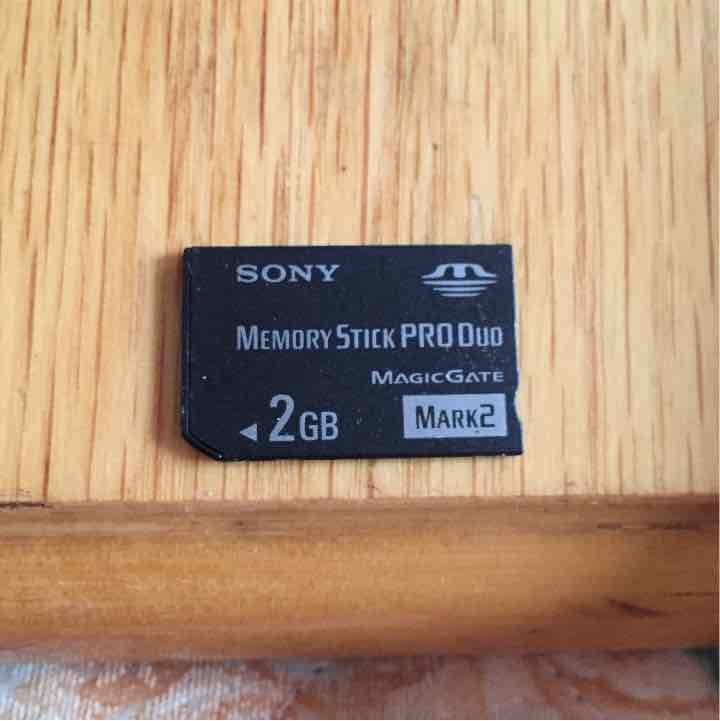 SONY
MEMORY STICK PRO DUO
MAGICGATE
◄ 2GB MARK2